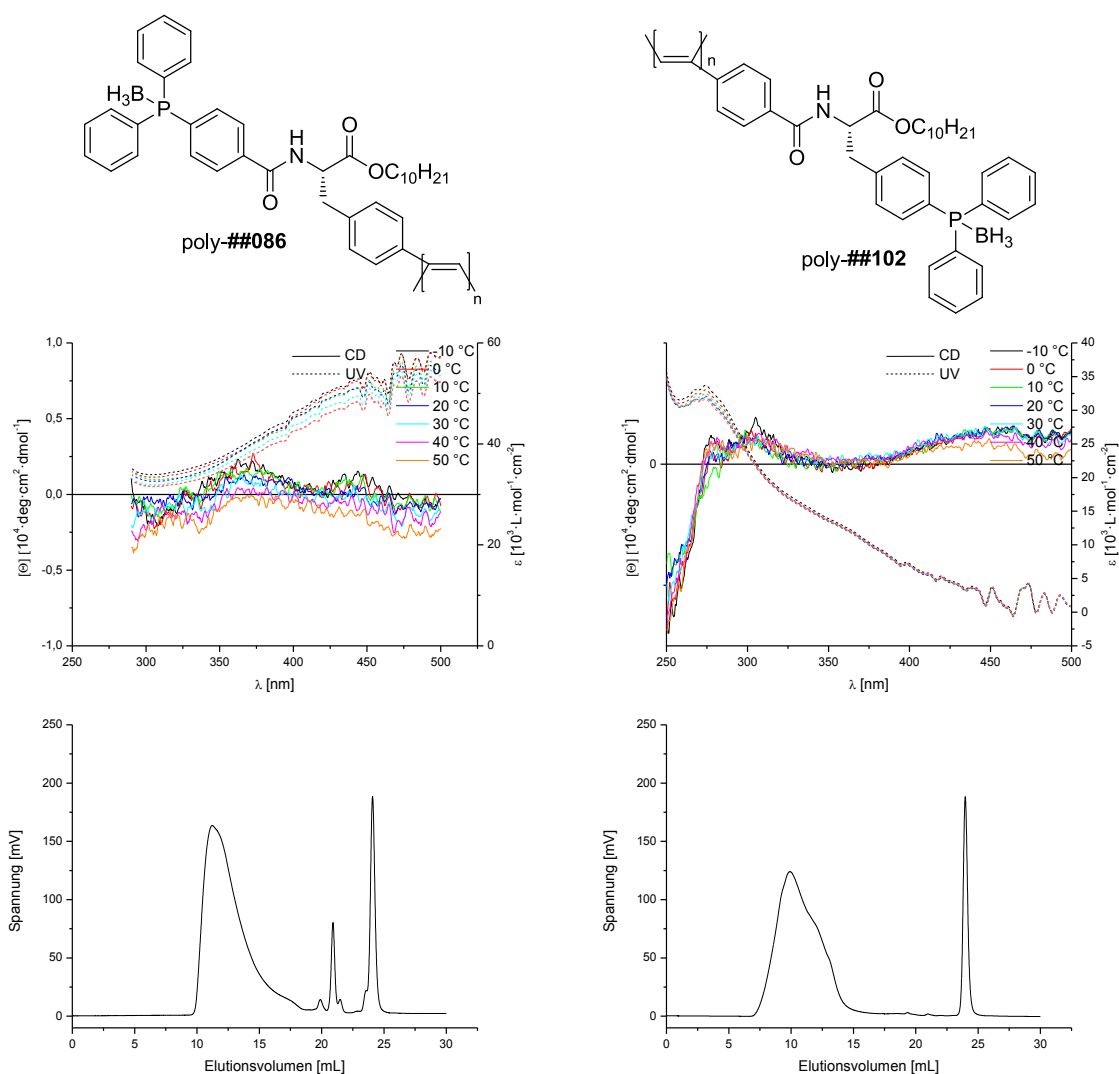 H3B
P
H
N
O
O
OC10H21
poly-##086
n
n
H
N
O
O
OC10H21
P
BH3
poly-##102
1,0
0,5
0,0
-0,5
-1,0
60
40
20
0
250 300 350 400 450 500
[Θ] [10⁴·deg·cm²·dmol⁻¹]
ε [10³·L·mol⁻¹·cm⁻²]
λ [nm]
CD
UV
-10 °C
0 °C
10 °C
20 °C
30 °C
40 °C
50 °C
0
40
35
30
25
20
15
10
5
0
-5
250 300 350 400 450 500
[Θ] [10⁴·deg·cm²·dmol⁻¹]
ε [10³·L·mol⁻¹·cm⁻²]
λ [nm]
CD
UV
-10 °C
0 °C
10 °C
20 °C
30 °C
40 °C
50 °C
250
200
150
100
50
0
0 5 10 15 20 25 30
Spannung [mV]
Elutionsvolumen [mL]
250
200
150
100
50
0
0 5 10 15 20 25 30
Spannung [mV]
Elutionsvolumen [mL]